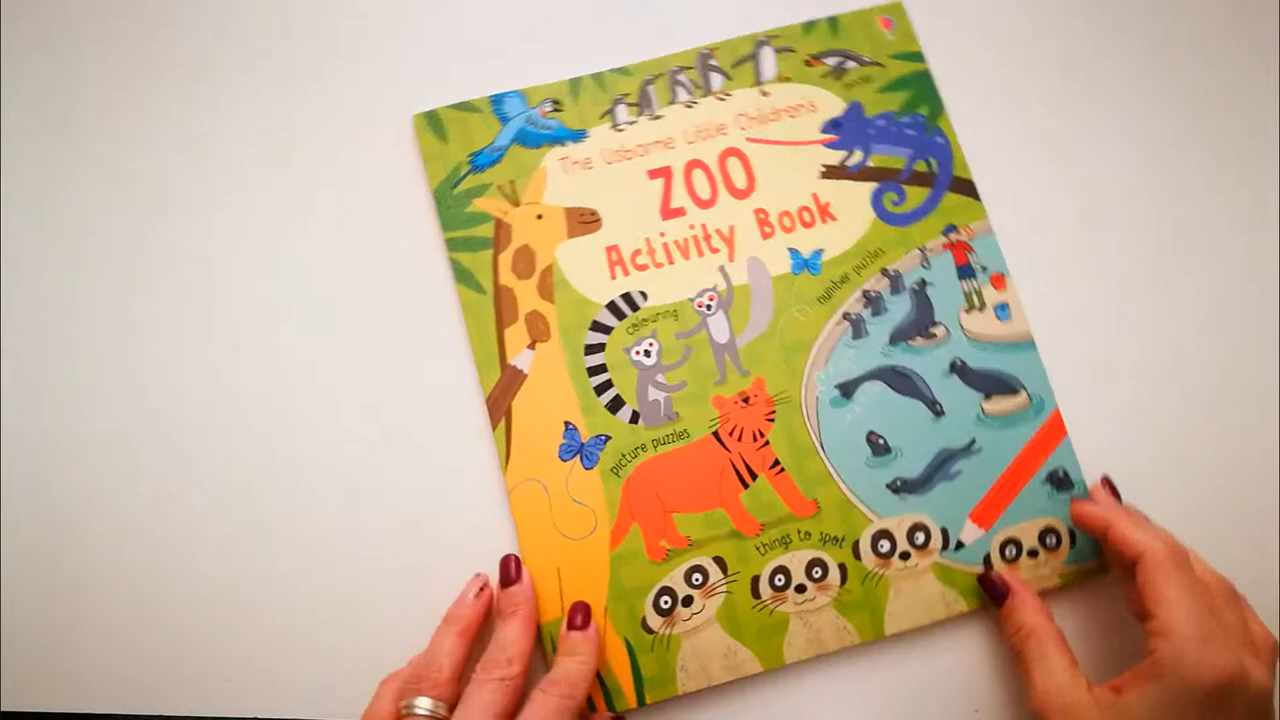 The Usborne Little Children's
ZOO
Activity Book
colouring
number puzzles
picture puzzles
things to spot